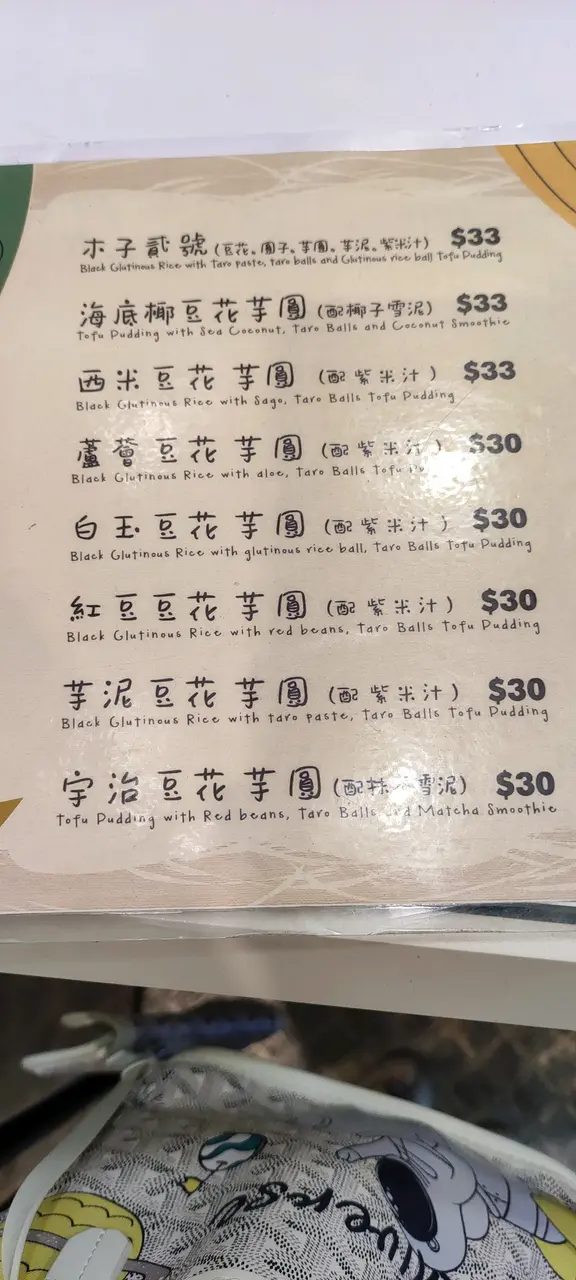 木子貳號(豆花。圓子。芋圓。芋泥。紫米汁) $33
Black Glutinous Rice with Taro paste, taro balls and Glutinous rice ball Tofu Pudding
海底椰豆花芋圓(配椰子雪泥) $33
Tofu Pudding with Sea Coconut, Taro Balls and Coconut Smoothie
西米豆花芋圓(配紫米汁) $33
Black Glutinous Rice with Sago, Taro Balls Tofu Pudding
蘆薈豆花芋圓(配紫米汁) $30
Black Glutinous Rice with aloe, Taro Balls Tofu
白玉豆花芋圓(配紫米汁) $30
Black Glutinous Rice with glutinous rice ball, Taro Balls Tofu Pudding
紅豆豆花芋圓(配紫米汁) $30
Black Glutinous Rice with red beans, Taro Balls Tofu Pudding
芋泥豆花芋圓(配紫米汁) $30
Black Glutinous Rice with taro paste, Taro Balls Tofu Pudding
宇治豆花芋圓(配抹雪泥) $30
Tofu Pudding with Red beans, Taro Balls and Matcha Smoothie